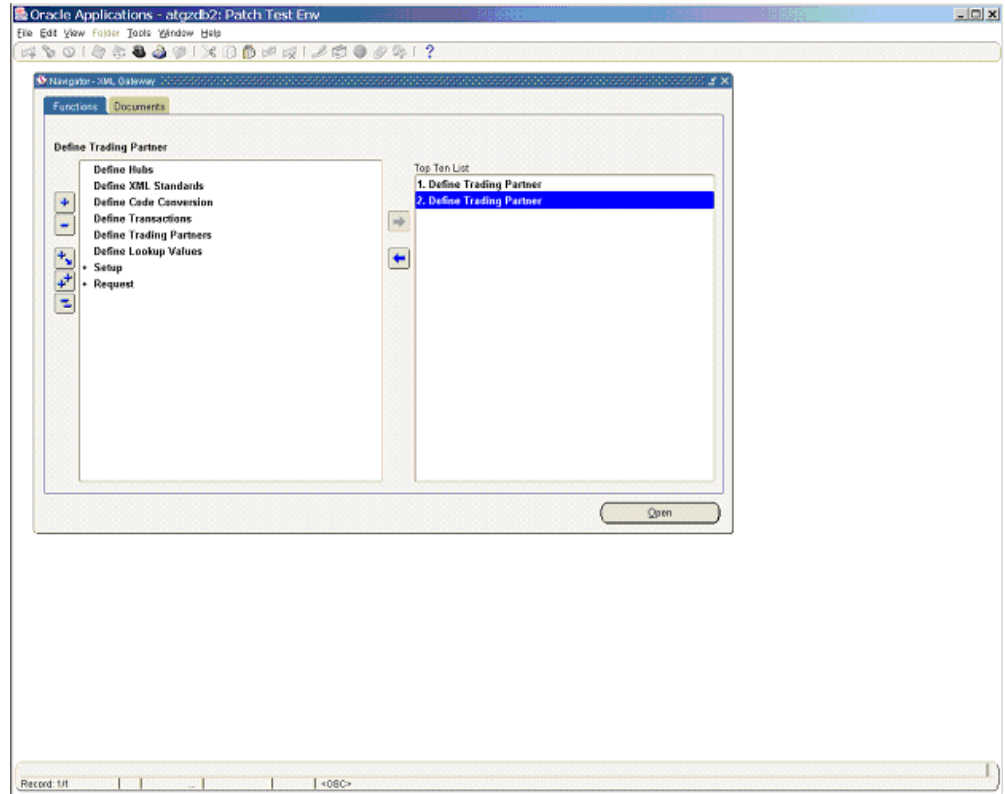 Oracle Applications - atgzdb2: Patch Test Env
File Edit View Folder Tools Window Help
?
Navigator - XML Gateway
Functions Documents
Define Trading Partner
Define Hubs
Define XML Standards
Define Code Conversion
Define Transactions
Define Trading Partners
Define Lookup Values
+ Setup
+ Request
Top Ten List
1. Define Trading Partner
2. Define Trading Partner
Open
Record: 1/1 ... <OSC>